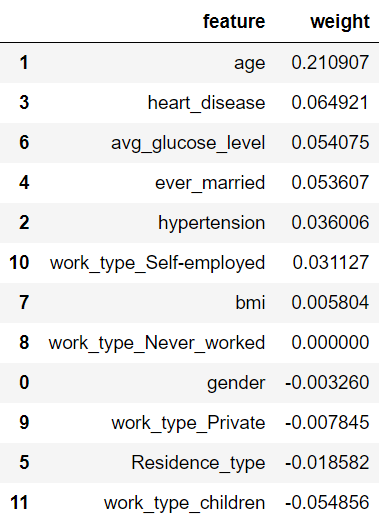 feature weight
1 age 0.210907
3 heart_disease 0.064921
6 avg_glucose_level 0.054075
4 ever_married 0.053607
2 hypertension 0.036006
10 work_type_Self-employed 0.031127
7 bmi 0.005804
8 work_type_Never_worked 0.000000
0 gender -0.003260
9 work_type_Private -0.007845
5 Residence_type -0.018582
11 work_type_children -0.054856